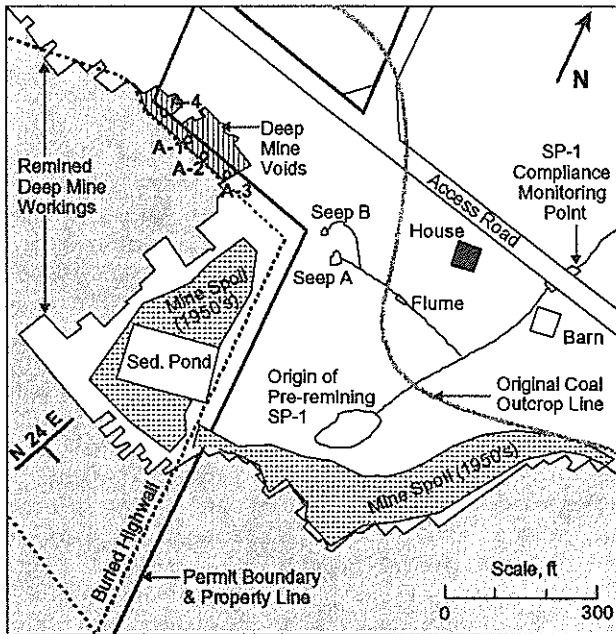 N
A-4
A-1
A-2
A-3
Deep
Mine
Voids
Remined
Deep Mine
Workings
SP-1
Compliance
Monitoring
Point
Access Road
Seep B
House
Seep A
Flume
Mine Spoil
(1950's)
Sed. Pond
Barn
Origin of
Pre-remining
SP-1
Original Coal
Outcrop Line
N 24 E
Mine Spoil (1950's)
Buried Highwall
Permit Boundary
& Property Line
Scale, ft
0 300